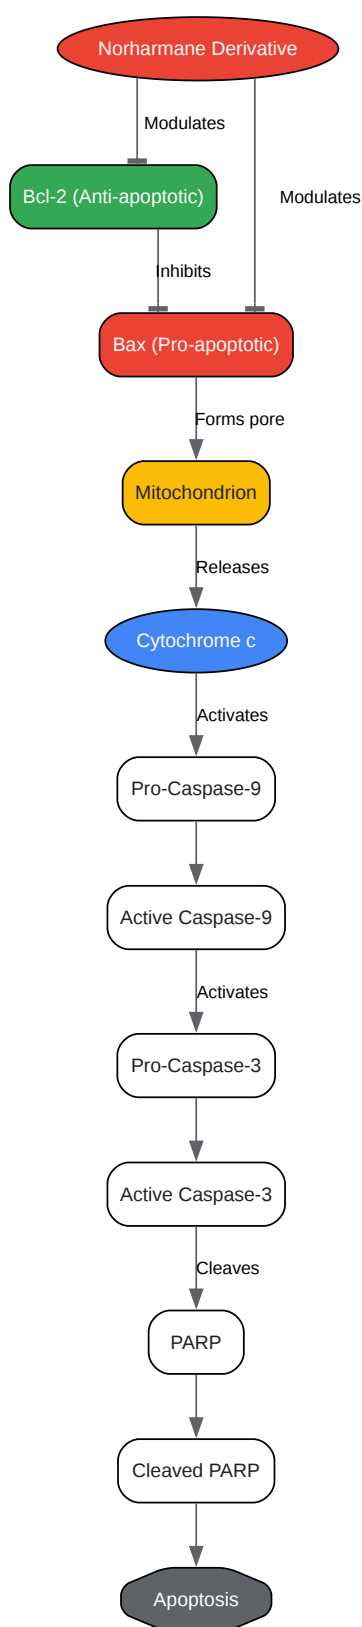 Norharmane Derivative
Modulates
Bcl-2 (Anti-apoptotic)
Modulates
Inhibits
Bax (Pro-apoptotic)
Forms pore
Mitochondrion
Releases
Cytochrome c
Activates
Pro-Caspase-9
Active Caspase-9
Activates
Pro-Caspase-3
Active Caspase-3
Cleaves
PARP
Cleaved PARP
Apoptosis